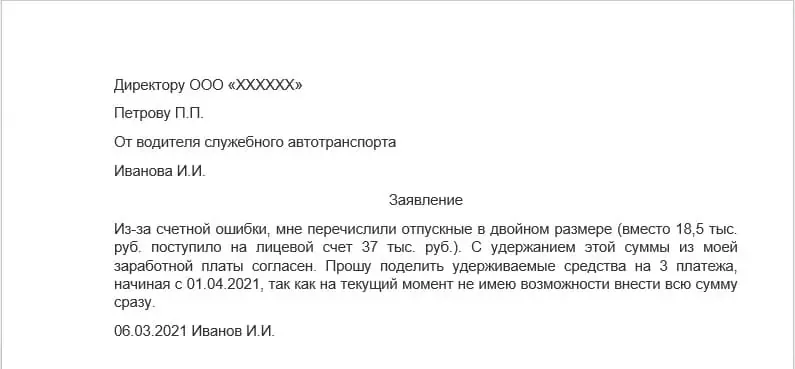 Директору ООО «XXXXXX»
Петрову П.П.
От водителя служебного автотранспорта
Иванова И.И.
Заявление
Из-за счетной ошибки, мне перечислили отпускные в двойном размере (вместо 18,5 тыс.
руб. поступило на лицевой счет 37 тыс. руб.). С удержанием этой суммы из моей
заработной платы согласен. Прошу поделить удерживаемые средства на 3 платежа,
начиная с 01.04.2021, так как на текущий момент не имею возможности внести всю сумму
сразу.
06.03.2021 Иванов И.И.